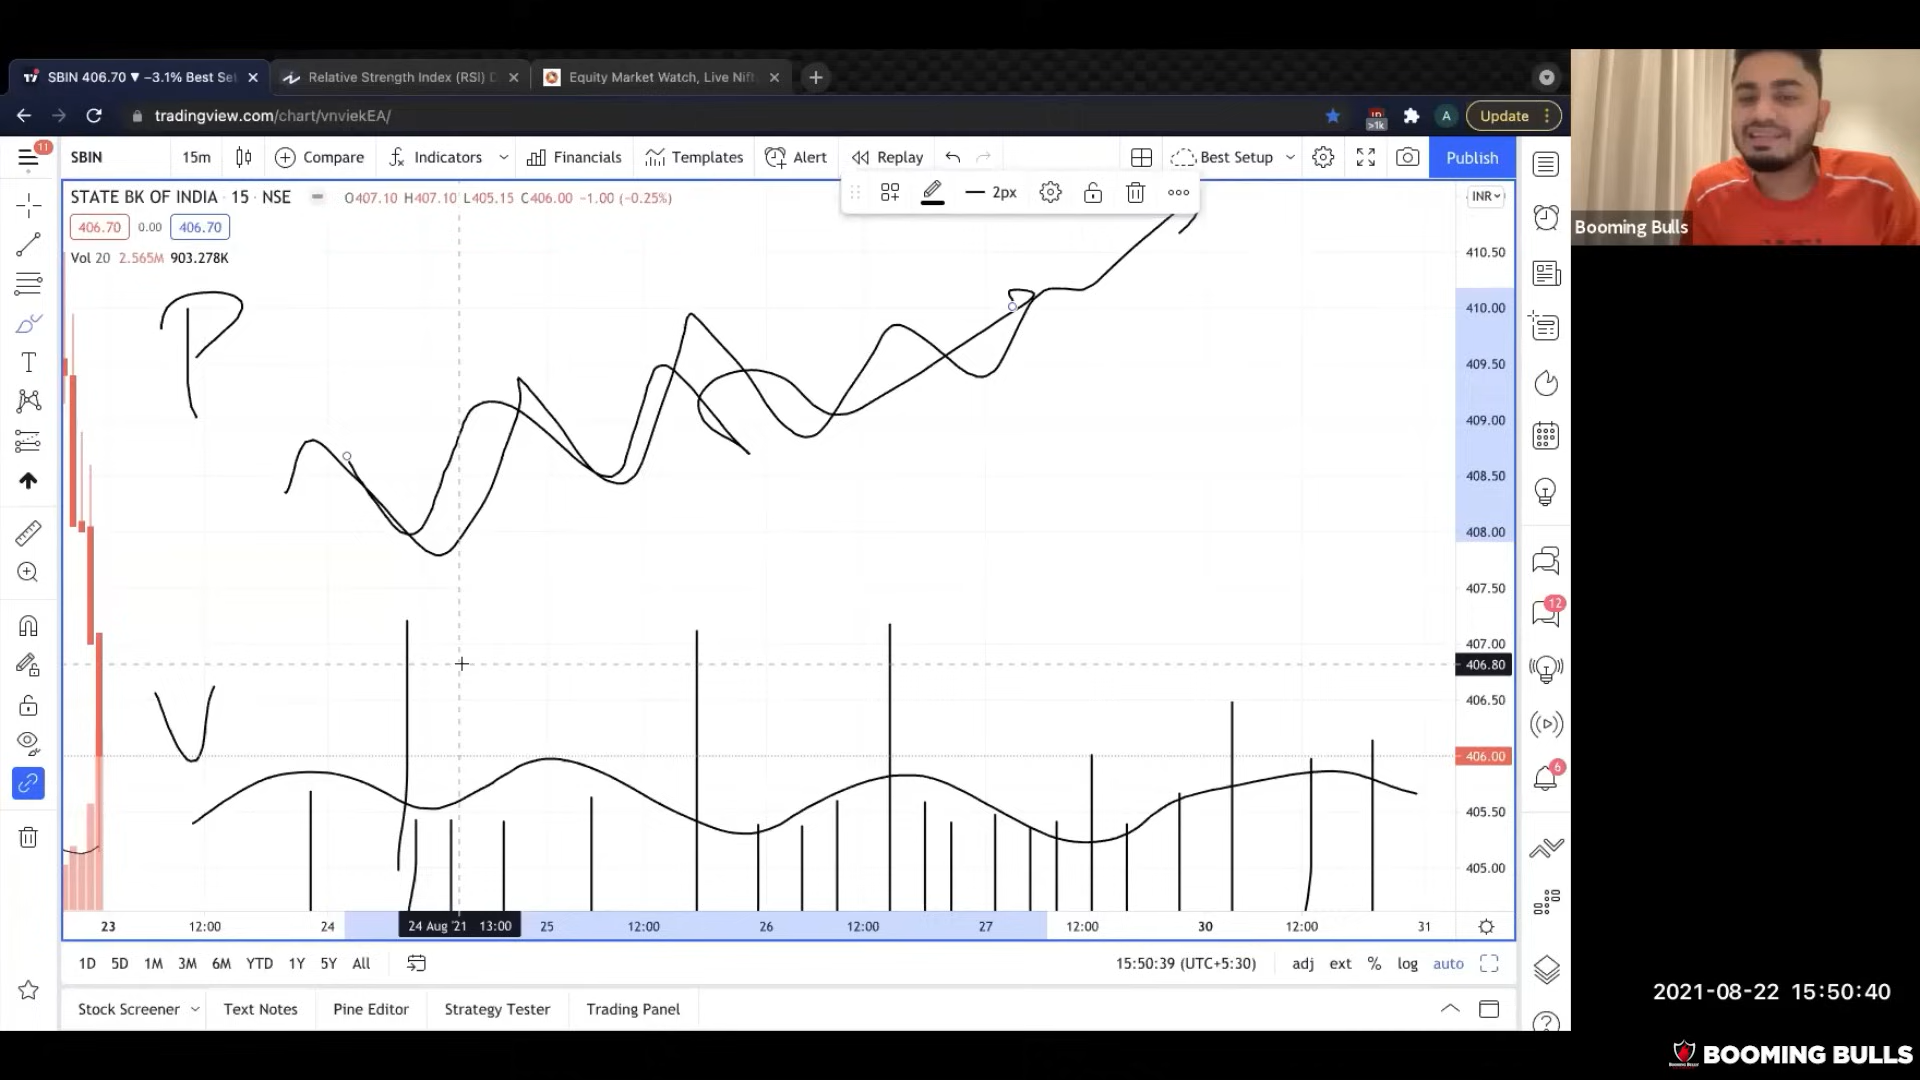 SBIN 406.70 ▼ −3.1% Best Set
Relative Strength Index (RSI) D
Equity Market Watch, Live Nift
tradingview.com/chart/vnviekEA/
>1k
A
Update
11
SBIN
15m
Compare
Indicators
Financials
Templates
Alert
Replay
Best Setup
Publish
STATE BK OF INDIA · 15 · NSE
O407.10 H407.10 L405.15 C406.00 −1.00 (−0.25%)
2px
INR
406.70
0.00
406.70
Vol 20 2.565M 903.278K
Booming Bulls
P
V
410.50
410.00
409.50
409.00
408.50
408.00
407.50
407.00
406.80
406.50
406.00
405.50
405.00
12
6
23
12:00
24
24 Aug '21 13:00
25
12:00
26
12:00
27
12:00
30
12:00
31
1D 5D 1M 3M 6M YTD 1Y 5Y All
15:50:39 (UTC+5:30)
adj ext % log auto
Stock Screener
Text Notes
Pine Editor
Strategy Tester
Trading Panel
2021-08-22 15:50:40
BOOMING BULLS